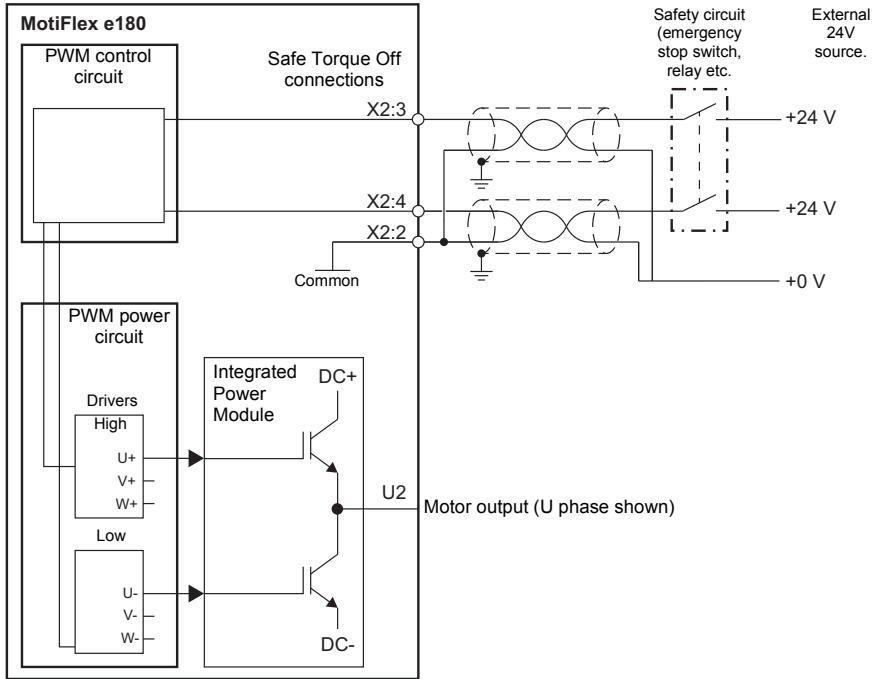 MotiFlex e180
PWM control
circuit
Safe Torque Off
connections
Safety circuit
(emergency
stop switch,
relay etc.
External
24V
source.
X2:3
+24 V
X2:4
+24 V
X2:2
Common
+0 V
PWM power
circuit
Integrated
Power
Module
DC+
Drivers
High
U+
V+
W+
U2
Motor output (U phase shown)
Low
U-
V-
W-
DC-